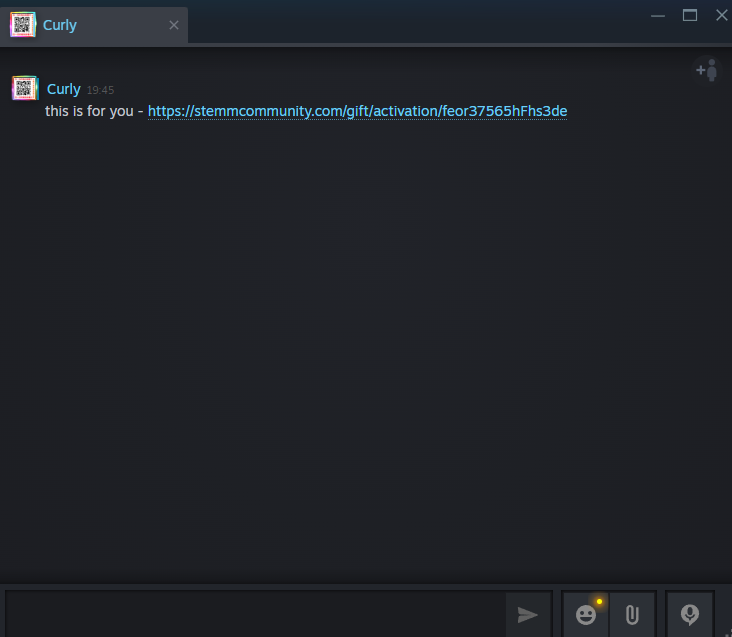 Curly
Curly 19:45
this is for you - https://stemmcommunity.com/gift/activation/feor37565hFhs3de